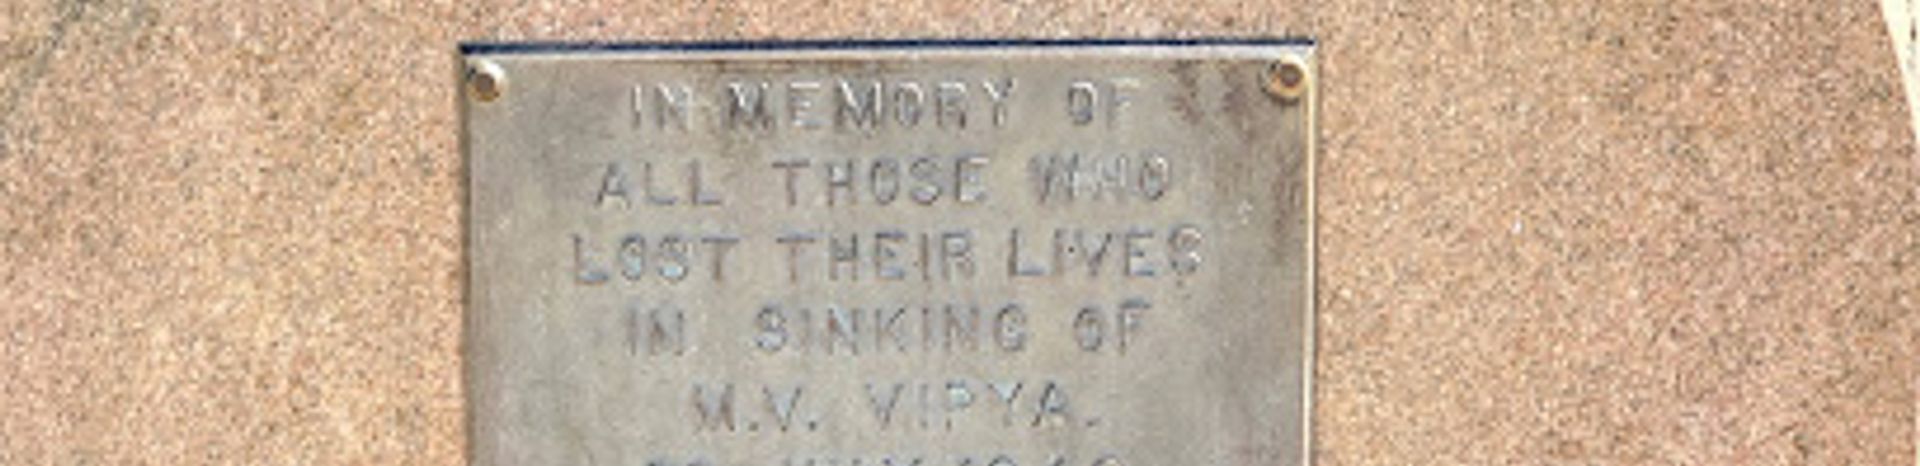 IN MEMORY OF
ALL THOSE WHO
LOST THEIR LIVES
IN SINKING OF
M.V. VIPYA.